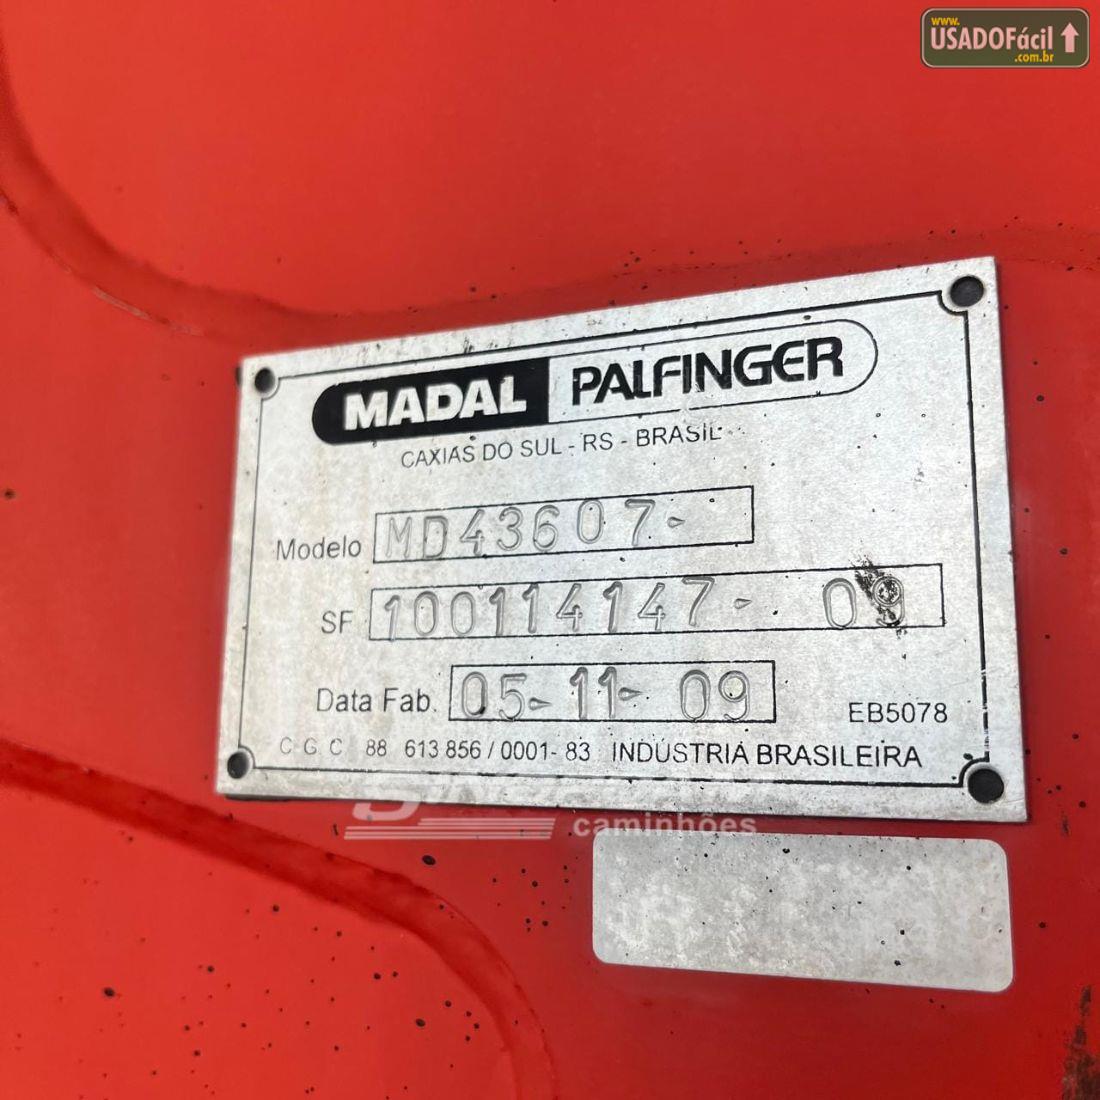 www.
USADOFácil
.com.br
MADAL PALFINGER
CAXIAS DO SUL - RS - BRASIL
Modelo MD43607-
SF 100114147- 09
Data Fab. 05-11-09 EB5078
C G C 88 613 856 / 0001- 83 INDÚSTRIA BRASILEIRA
caminhões